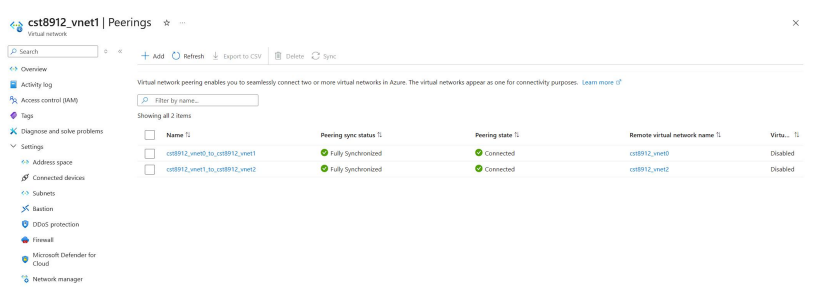 cst8912_vnet1 | Peerings
Virtual network
Search
Overview
Activity log
Access control (IAM)
Tags
Diagnose and solve problems
Settings
Address space
Connected devices
Subnets
Bastion
DDoS protection
Firewall
Microsoft Defender for
Cloud
Network manager
Add Refresh Export to CSV Delete Sync
Virtual network peering enables you to seamlessly connect two or more virtual networks in Azure. The virtual networks appear as one for connectivity purposes. Learn more
Filter by name...
Showing all 2 items
Name Peering sync status Peering state Remote virtual network name Virtu...
cst8912_vnet0_to_cst8912_vnet1 Fully Synchronized Connected cst8912_vnet0 Disabled
cst8912_vnet1_to_cst8912_vnet2 Fully Synchronized Connected cst8912_vnet2 Disabled